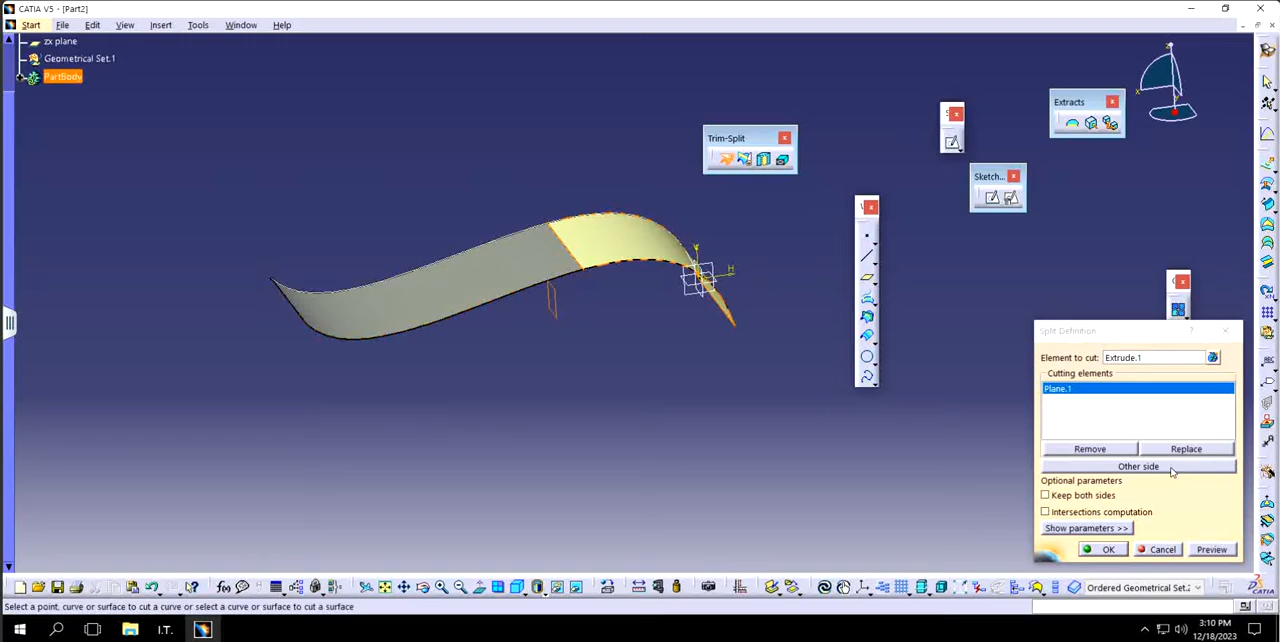 CATIA V5 - [Part2]
Start File Edit View Insert Tools Window Help
zx plane
Geometrical Set.1
PartBody
Extracts
Trim-Split
Sketch...
V
H
x
Split Definition
Element to cut: Extrude.1
Cutting elements
Plane.1
Remove Replace
Other side
Optional parameters
Keep both sides
Intersections computation
Show parameters >>
OK Cancel Preview
f(x)
Ordered Geometrical Set.2
CATIA
Select a point, curve or surface to cut a curve or select a curve or surface to cut a surface
I.T.
3:10 PM
12/18/2023